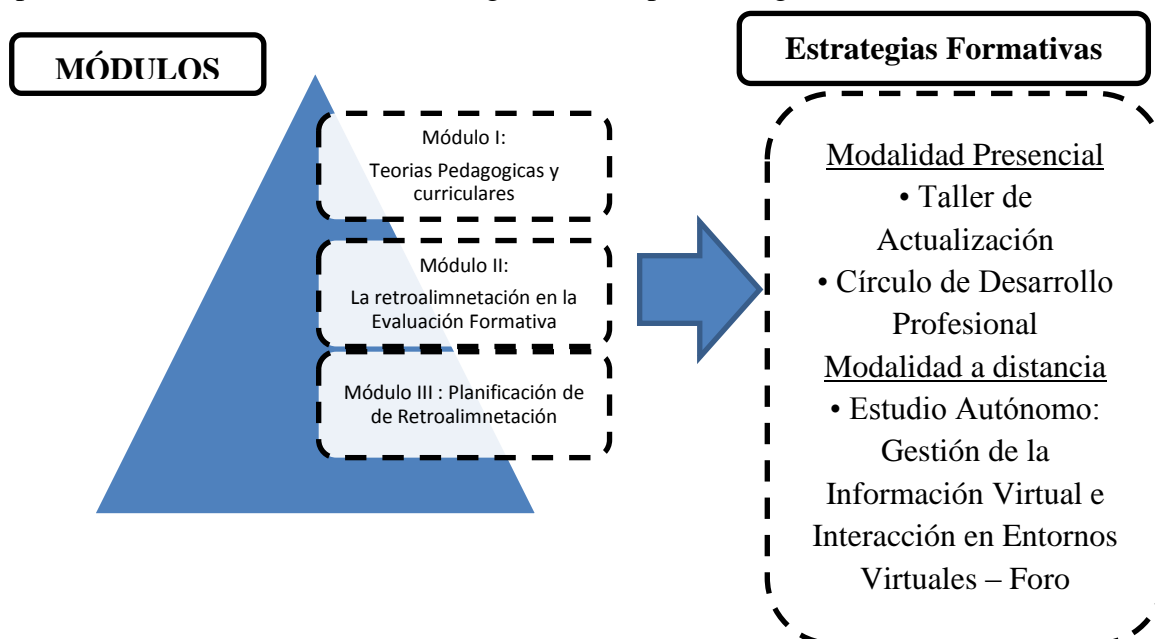 MÓDULOS
Módulo I:
Teorias Pedagogicas y
curriculares
Módulo II:
La retroalimnetación en la
Evaluación Formativa
Módulo III : Planificación de
de Retroalimnetación
Estrategias Formativas
Modalidad Presencial
• Taller de
Actualización
• Círculo de Desarrollo
Profesional
Modalidad a distancia
• Estudio Autónomo:
Gestión de la
Información Virtual e
Interacción en Entornos
Virtuales – Foro